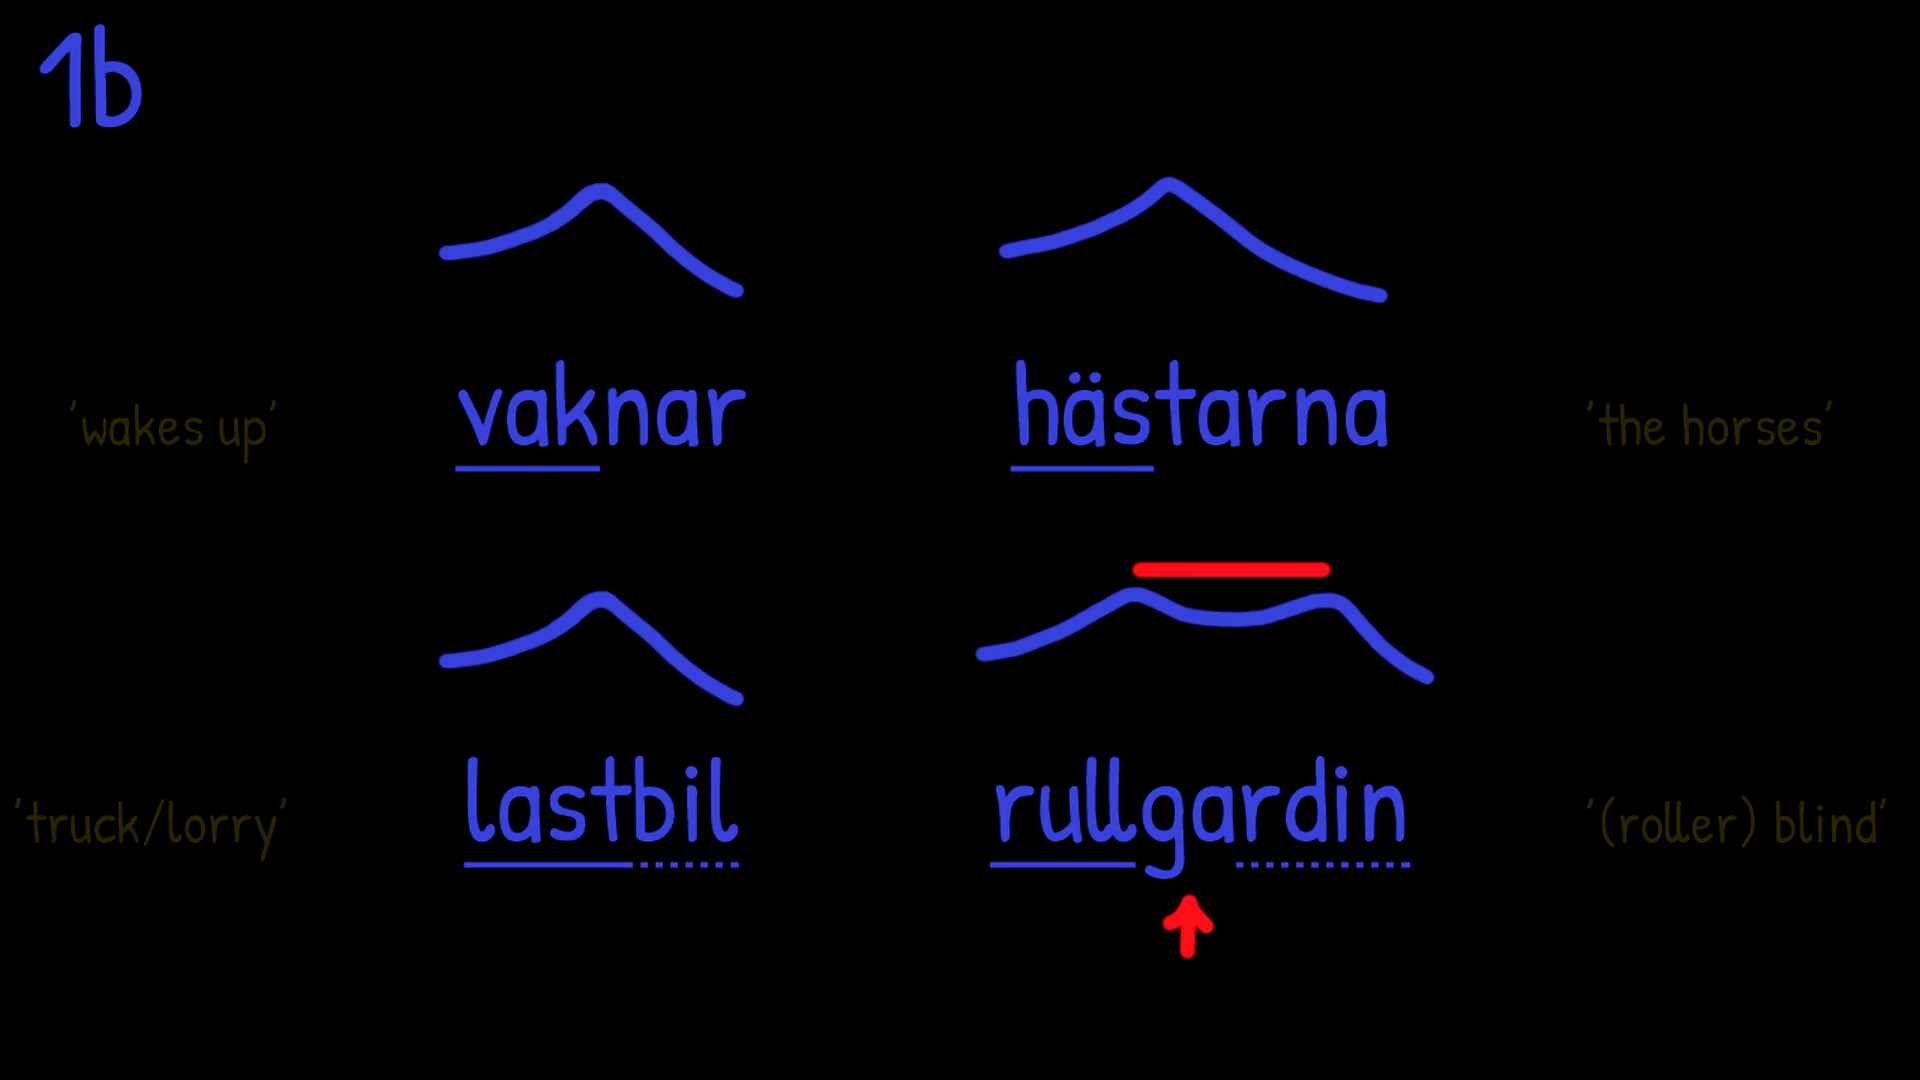 1b
'wakes up' vaknar hästarna 'the horses'
'truck/lorry' lastbil rullgardin '(roller) blind'